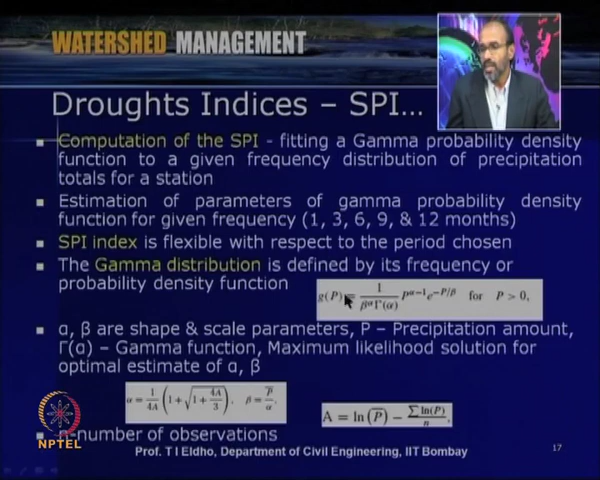 WATERSHED MANAGEMENT
Droughts Indices – SPI...
▪ Computation of the SPI - fitting a Gamma probability density
function to a given frequency distribution of precipitation
totals for a station
▪ Estimation of parameters of gamma probability density
function for given frequency (1, 3, 6, 9, & 12 months)
▪ SPI index is flexible with respect to the period chosen
▪ The Gamma distribution is defined by its frequency or
probability density function
g(P) = 1/(β^α Γ(α)) P^(α−1) e^(−P/β) for P > 0,
▪ α, β are shape & scale parameters, P – Precipitation amount,
Γ(α) – Gamma function, Maximum likelihood solution for
optimal estimate of α, β
α = 1/(4A) (1 + √(1 + 4A/3)), β = P̅/α,
A = ln(P̅) − ∑ln(P)/n,
▪ n-number of observations
NPTEL
Prof. T I Eldho, Department of Civil Engineering, IIT Bombay
17